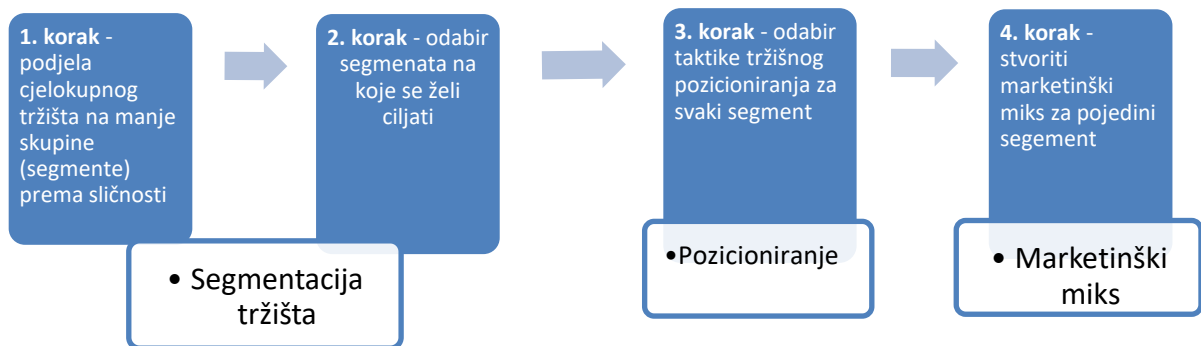 1. korak -
podjela
cjelokupnog
tržišta na manje
skupine
(segmente)
prema sličnosti
2. korak - odabir
segmenata na
koje se želi
ciljati
3. korak - odabir
taktike tržišnog
pozicioniranja za
svaki segment
4. korak -
stvoriti
marketinški
miks za pojedini
segement
• Segmentacija
tržišta
•Pozicioniranje
• Marketinški
miks